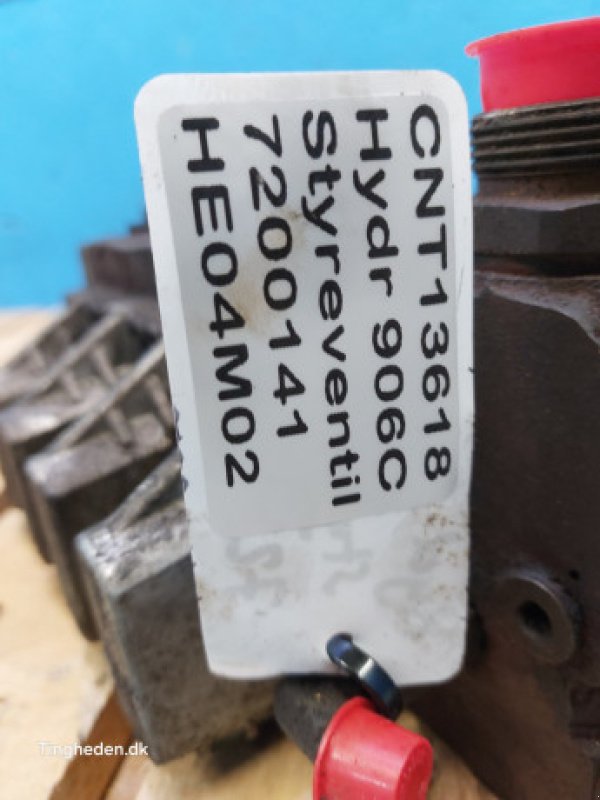 CNT13618
Hydr 906C
Styreventil
7200141
HE04M02
Tingheden.dk